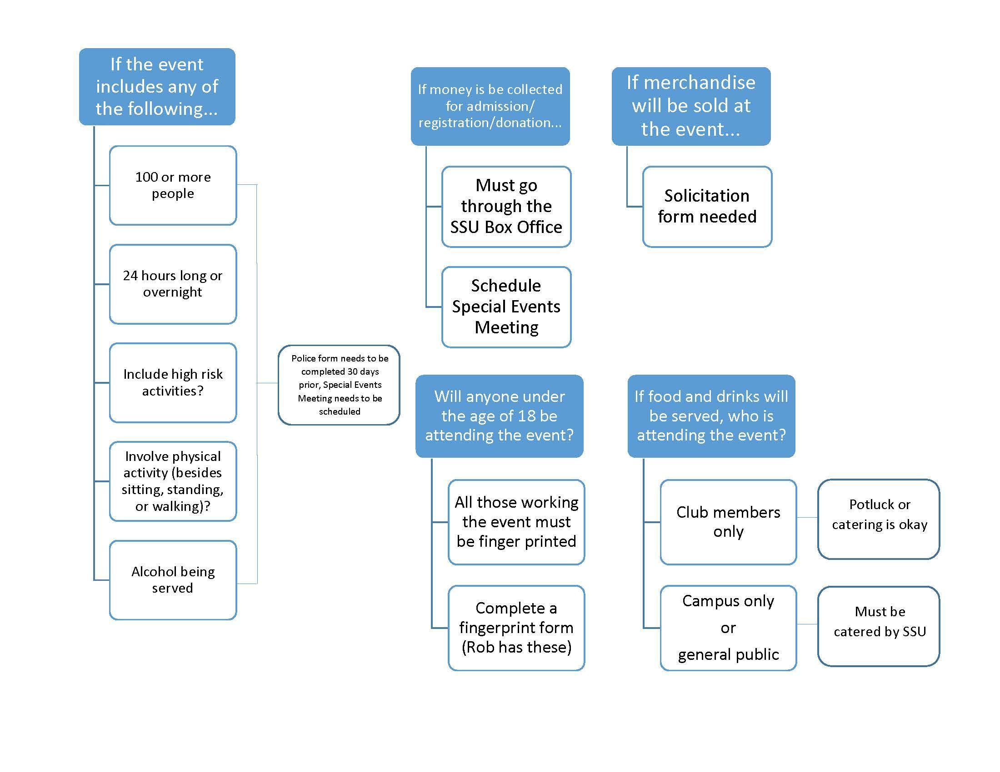 If the event
includes any of
the following...
100 or more
people
24 hours long or
overnight
Include high risk
activities?
Involve physical
activity (besides
sitting, standing,
or walking)?
Alcohol being
served
Police form needs to be
completed 30 days
prior, Special Events
Meeting needs to be
scheduled
If money is be collected
for admission/
registration/donation...
Must go
through the
SSU Box Office
Schedule
Special Events
Meeting
If merchandise
will be sold at
the event...
Solicitation
form needed
Will anyone under
the age of 18 be
attending the event?
All those working
the event must
be finger printed
Complete a
fingerprint form
(Rob has these)
If food and drinks will
be served, who is
attending the event?
Club members
only
Potluck or
catering is okay
Campus only
or
general public
Must be
catered by SSU